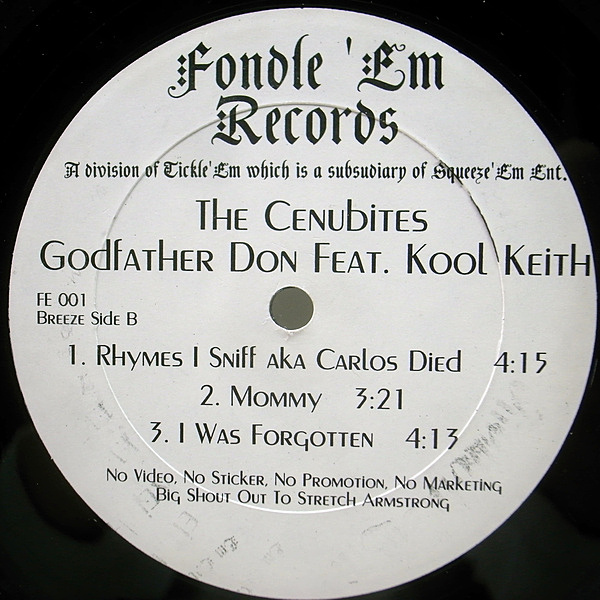 Fondle 'Em
Records
A division of Tickle'Em which is a subsudiary of Squeeze'Em Ent.
The Cenubites
Godfather Don Feat. Kool Keith
FE 001
Breeze Side B
1. Rhymes I Sniff aka Carlos Died 4:15
2. Mommy 3:21
3. I Was Forgotten 4:13
No Video, No Sticker, No Promotion, No Marketing
Big Shout Out To Stretch Armstrong